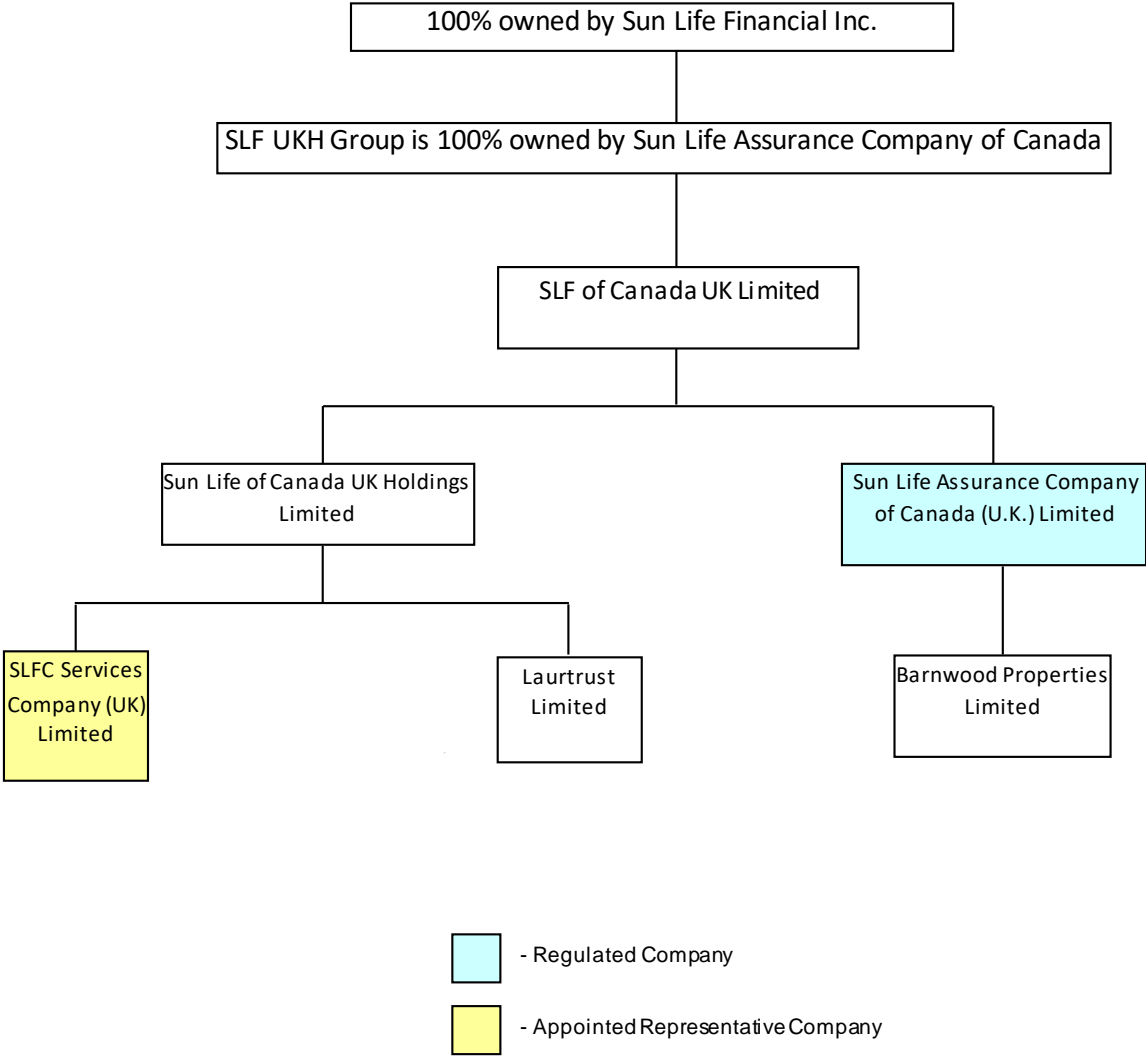 100% owned by Sun Life Financial Inc.
SLF UKH Group is 100% owned by Sun Life Assurance Company of Canada
SLF of Canada UK Limited
Sun Life of Canada UK Holdings
Limited
Sun Life Assurance Company
of Canada (U.K.) Limited
SLFC Services
Company (UK)
Limited
Laurtrust
Limited
Barnwood Properties
Limited
- Regulated Company
- Appointed Representative Company